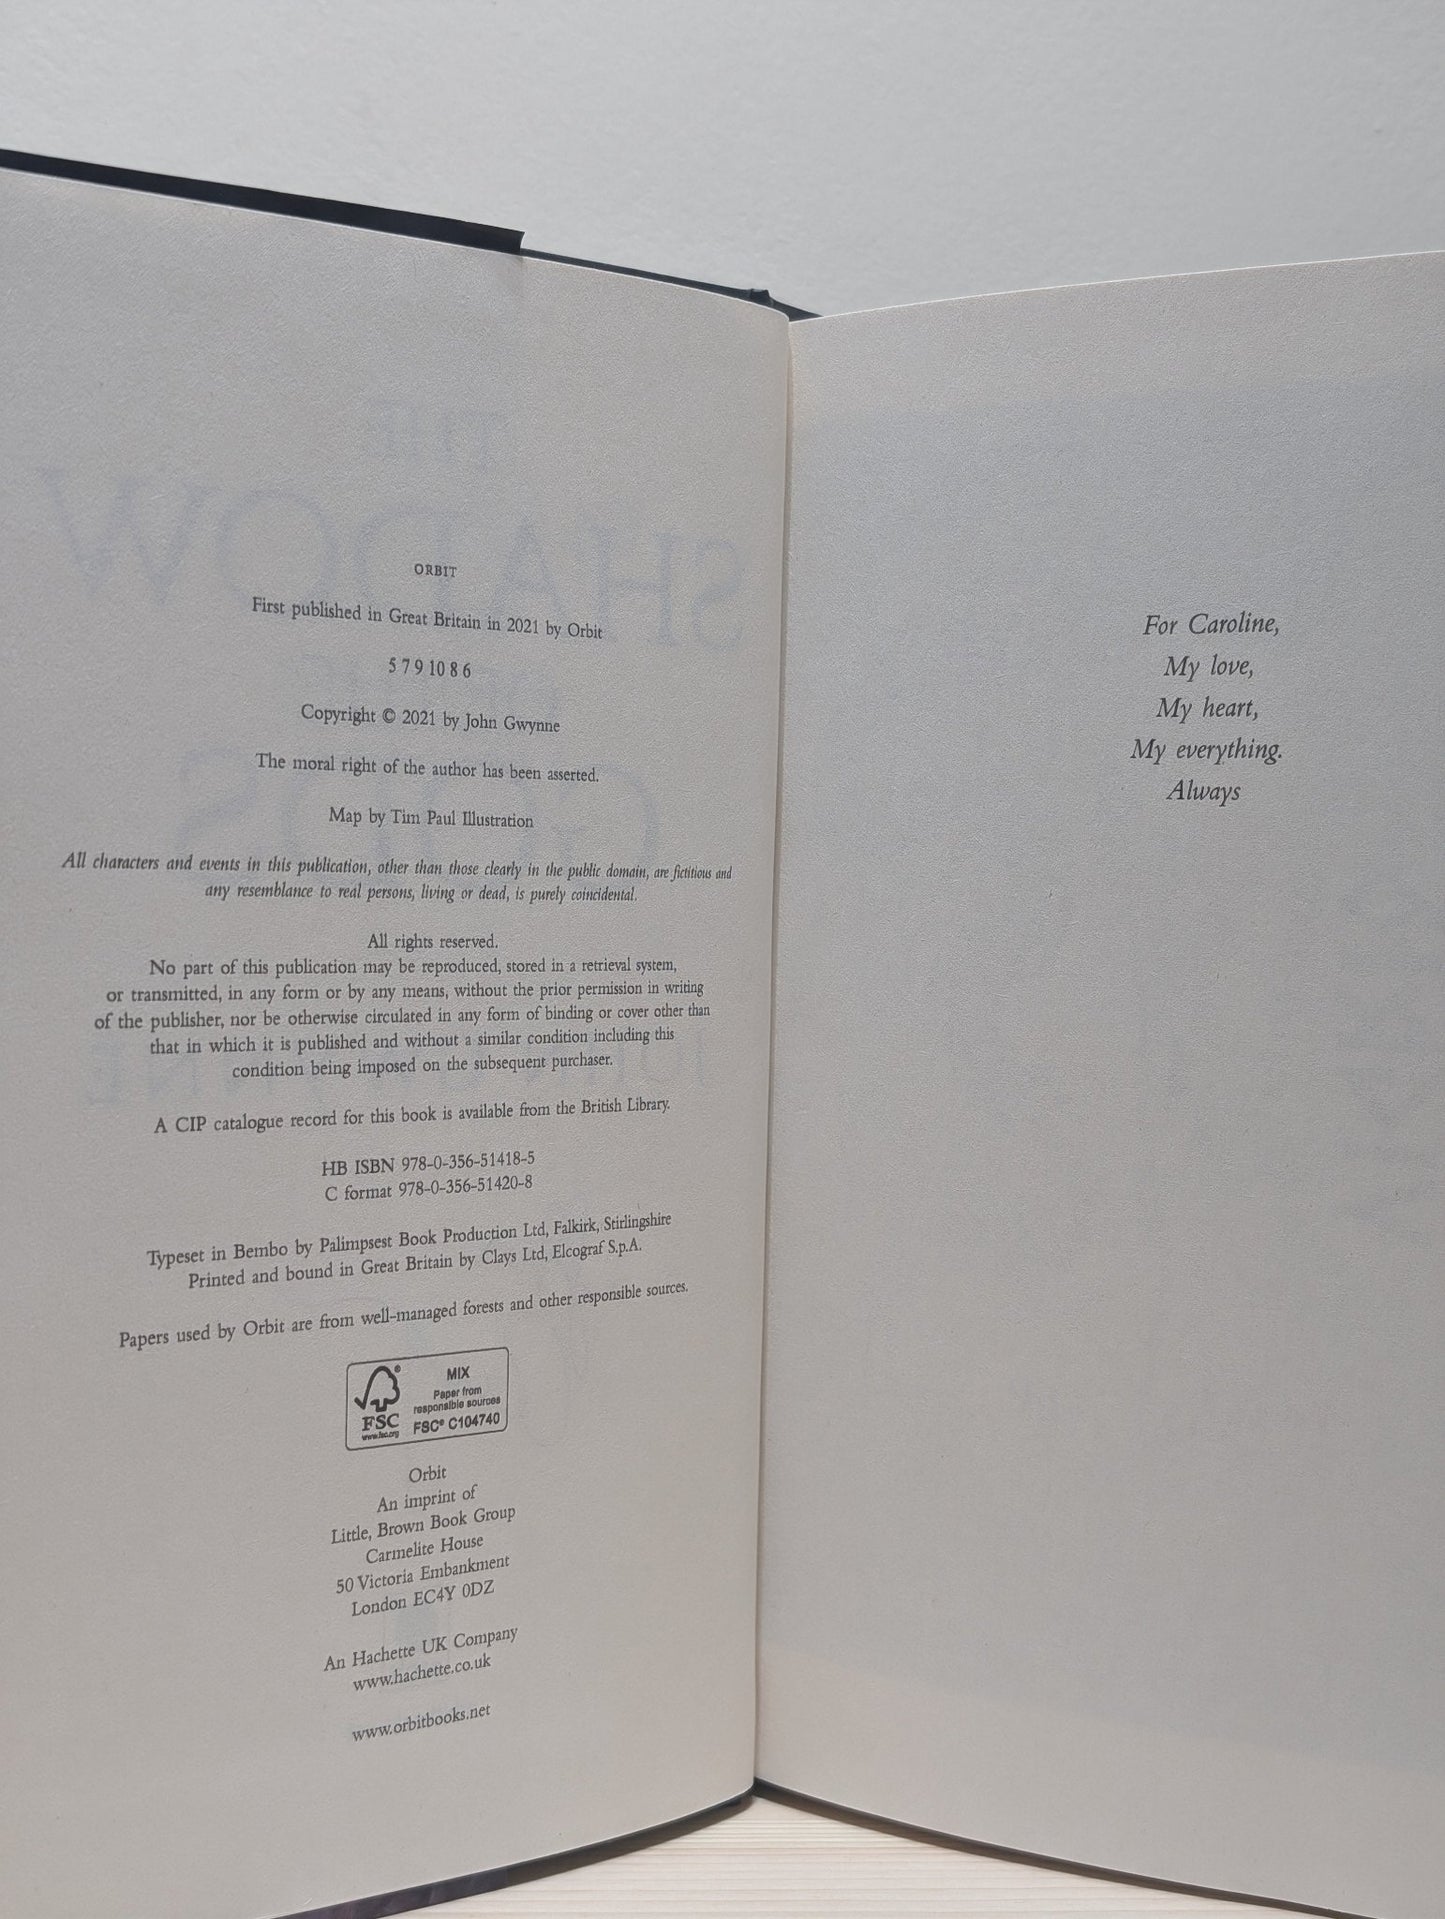 ORBIT
First published in Great Britain in 2021 by Orbit
5 7 9 10 8 6
Copyright © 2021 by John Gwynne
The moral right of the author has been asserted.
Map by Tim Paul Illustration
All characters and events in this publication, other than those clearly in the public domain, are fictitious and
any resemblance to real persons, living or dead, is purely coincidental.
All rights reserved.
No part of this publication may be reproduced, stored in a retrieval system,
or transmitted, in any form or by any means, without the prior permission in writing
of the publisher, nor be otherwise circulated in any form of binding or cover other than
that in which it is published and without a similar condition including this
condition being imposed on the subsequent purchaser.
A CIP catalogue record for this book is available from the British Library.
HB ISBN 978-0-356-51418-5
C format 978-0-356-51420-8
Typeset in Bembo by Palimpsest Book Production Ltd, Falkirk, Stirlingshire
Printed and bound in Great Britain by Clays Ltd, Elcograf S.p.A.
Papers used by Orbit are from well-managed forests and other responsible sources.
FSC
www.fsc.org
MIX
Paper from
responsible sources
FSC® C104740
Orbit
An imprint of
Little, Brown Book Group
Carmelite House
50 Victoria Embankment
London EC4Y 0DZ
An Hachette UK Company
www.hachette.co.uk
www.orbitbooks.net
For Caroline,
My love,
My heart,
My everything.
Always